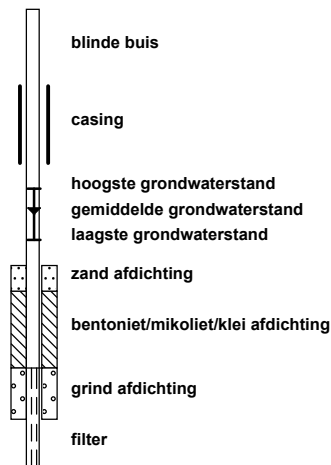 blinde buis
casing
hoogste grondwaterstand
gemiddelde grondwaterstand
laagste grondwaterstand
zand afdichting
bentoniet/mikoliet/klei afdichting
grind afdichting
filter